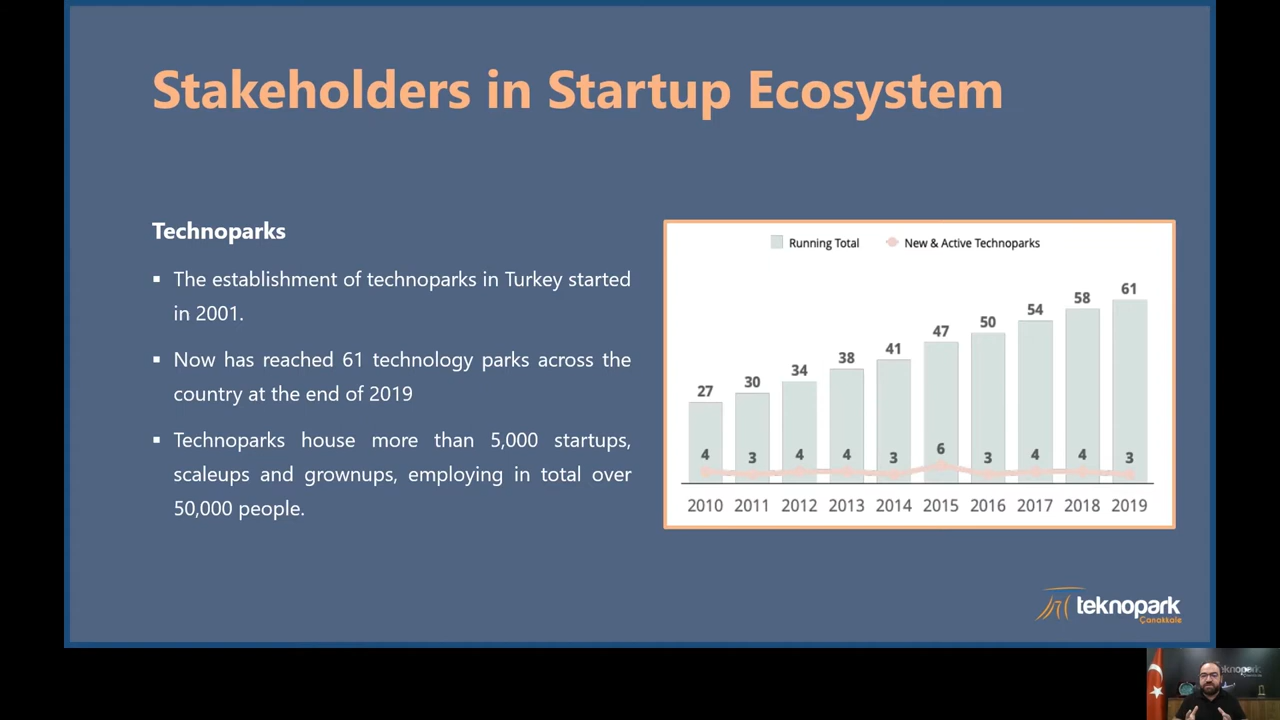 Stakeholders in Startup Ecosystem
Technoparks
▪ The establishment of technoparks in Turkey started
in 2001.
▪ Now has reached 61 technology parks across the
country at the end of 2019
▪ Technoparks house more than 5,000 startups,
scaleups and grownups, employing in total over
50,000 people.
Running Total New & Active Technoparks
27 30 34 38 41 47 50 54 58 61
4 3 4 4 3 6 3 4 4 3
2010 2011 2012 2013 2014 2015 2016 2017 2018 2019
teknopark
Çanakkale
teknopark